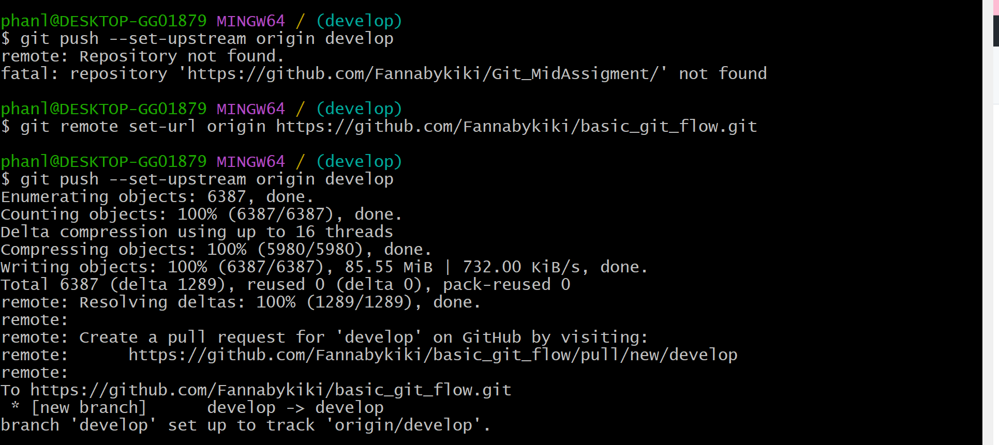 phanl@DESKTOP-GG01879 MINGW64 / (develop)
$ git push --set-upstream origin develop
remote: Repository not found.
fatal: repository 'https://github.com/Fannabykiki/Git_MidAssigment/' not found
phanl@DESKTOP-GG01879 MINGW64 / (develop)
$ git remote set-url origin https://github.com/Fannabykiki/basic_git_flow.git
phanl@DESKTOP-GG01879 MINGW64 / (develop)
$ git push --set-upstream origin develop
Enumerating objects: 6387, done.
Counting objects: 100% (6387/6387), done.
Delta compression using up to 16 threads
Compressing objects: 100% (5980/5980), done.
Writing objects: 100% (6387/6387), 85.55 MiB | 732.00 KiB/s, done.
Total 6387 (delta 1289), reused 0 (delta 0), pack-reused 0
remote: Resolving deltas: 100% (1289/1289), done.
remote:
remote: Create a pull request for 'develop' on GitHub by visiting:
remote:      https://github.com/Fannabykiki/basic_git_flow/pull/new/develop
remote:
To https://github.com/Fannabykiki/basic_git_flow.git
 * [new branch]      develop -> develop
branch 'develop' set up to track 'origin/develop'.